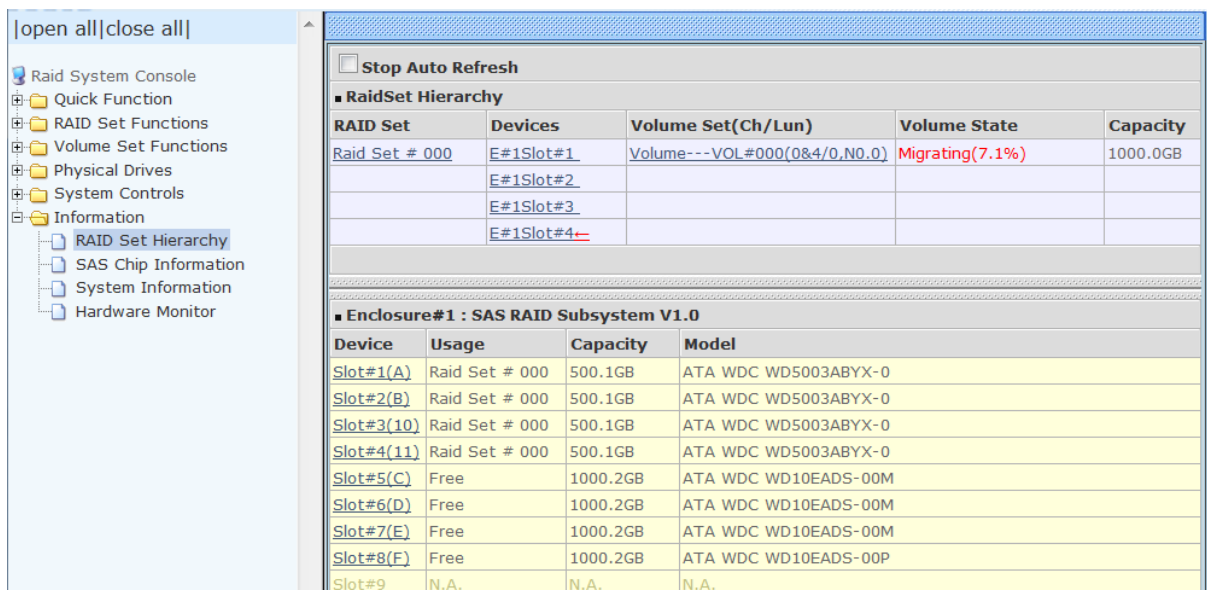 |open all|close all|
Raid System Console
Quick Function
RAID Set Functions
Volume Set Functions
Physical Drives
System Controls
Information
RAID Set Hierarchy
SAS Chip Information
System Information
Hardware Monitor
Stop Auto Refresh
RaidSet Hierarchy
RAID Set Devices Volume Set(Ch/Lun) Volume State Capacity
Raid Set # 000 E#1Slot#1 Volume---VOL#000(0&4/0,N0.0) Migrating(7.1%) 1000.0GB
E#1Slot#2
E#1Slot#3
E#1Slot#4←
Enclosure#1 : SAS RAID Subsystem V1.0
Device Usage Capacity Model
Slot#1(A) Raid Set # 000 500.1GB ATA WDC WD5003ABYX-0
Slot#2(B) Raid Set # 000 500.1GB ATA WDC WD5003ABYX-0
Slot#3(10) Raid Set # 000 500.1GB ATA WDC WD5003ABYX-0
Slot#4(11) Raid Set # 000 500.1GB ATA WDC WD5003ABYX-0
Slot#5(C) Free 1000.2GB ATA WDC WD10EADS-00M
Slot#6(D) Free 1000.2GB ATA WDC WD10EADS-00M
Slot#7(E) Free 1000.2GB ATA WDC WD10EADS-00M
Slot#8(F) Free 1000.2GB ATA WDC WD10EADS-00P
Slot#9 N.A. N.A. N.A.